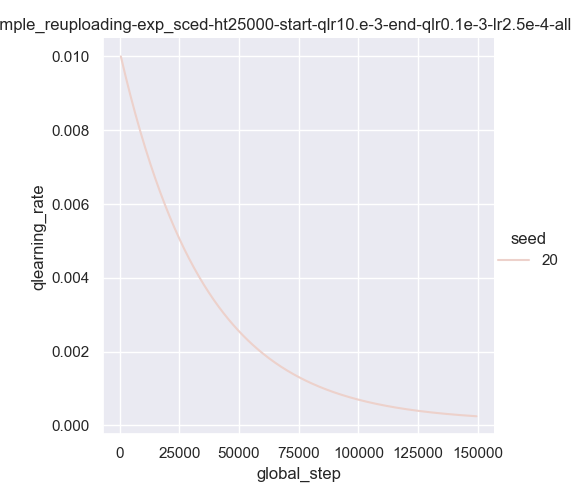 mple_reuploading-exp_sced-ht25000-start-qlr10.e-3-end-qlr0.1e-3-lr2.5e-4-all
0.010
0.008
0.006
0.004
0.002
0.000
qlearning_rate
0 25000 50000 75000 100000 125000 150000
global_step
seed
20